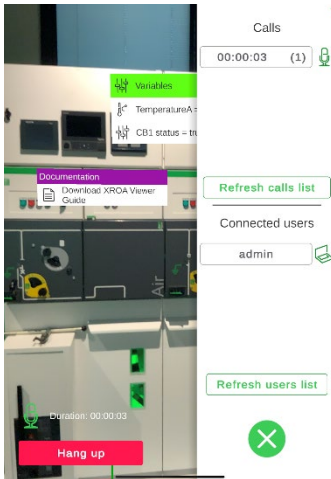 Calls
00:00:03 (1)
Variables
TemperatureA =
CB1 status = tru
Documentation
Download XROA Viewer
Guide
Refresh calls list
Connected users
admin
Air
Refresh users list
Duration: 00:00:03
Hang up